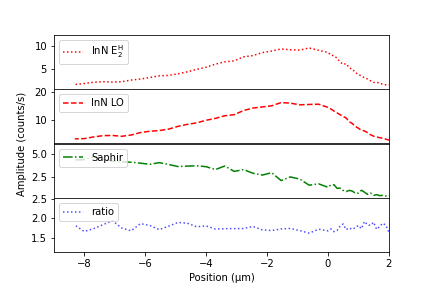 10
InN E₂ᴴ
5
20
InN LO
10
Amplitude (counts/s)
5.0
Saphir
2.5
2.5
ratio
2.0
1.5
−8 −6 −4 −2 0 2
Position (μm)